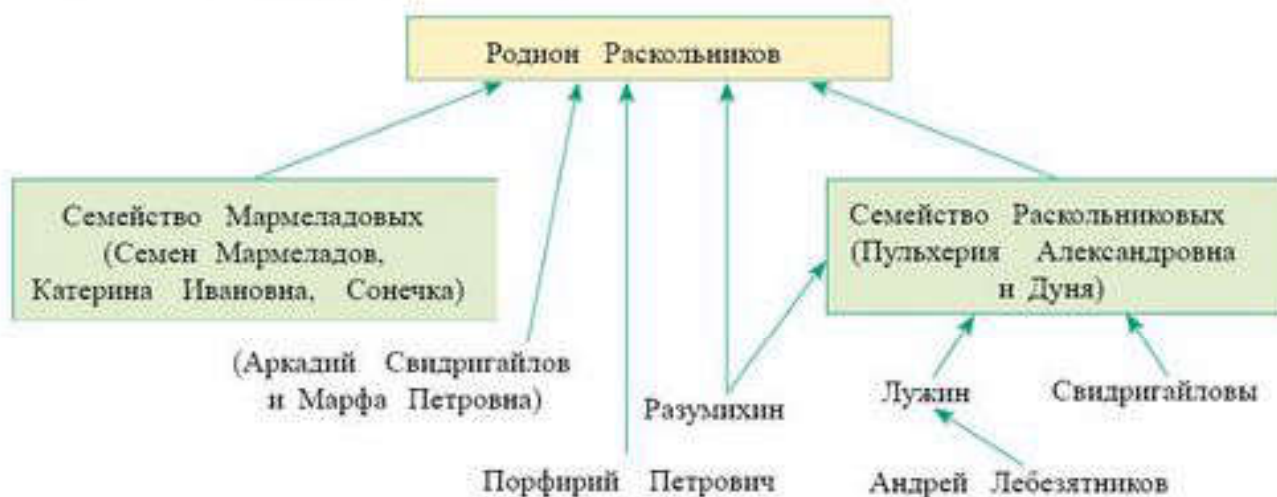 Родион Раскольников
Семейство Мармеладовых
(Семен Мармеладов,
Катерина Ивановна, Сонечка)
Семейство Раскольниковых
(Пульхерия Александровна
и Дуня)
(Аркадий Свидригайлов
и Марфа Петровна)
Разумихин
Лужин
Свидригайловы
Порфирий Петрович
Андрей Лебезятников